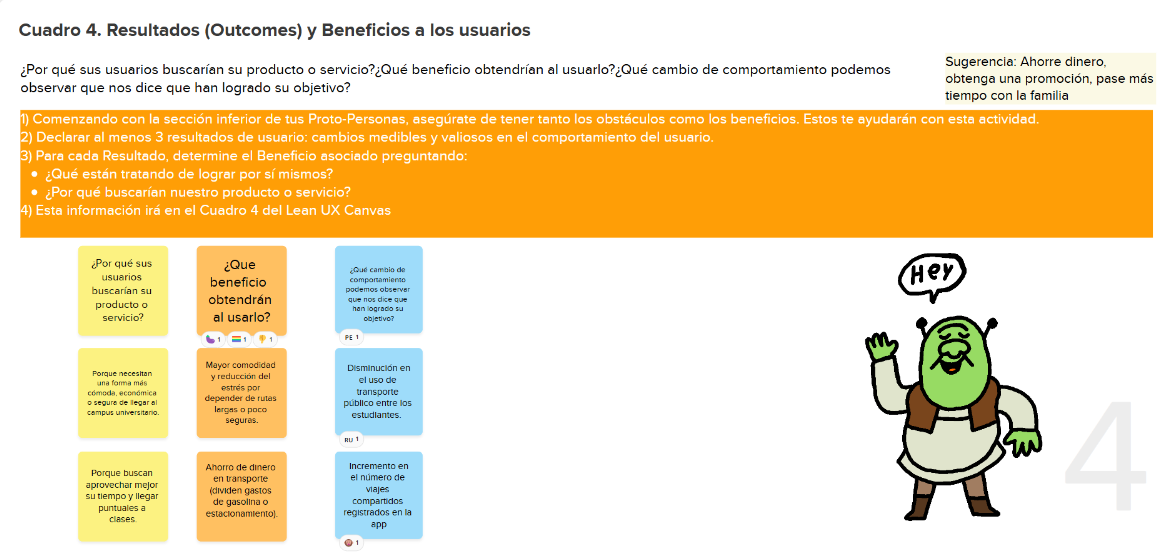 Cuadro 4. Resultados (Outcomes) y Beneficios a los usuarios
¿Por qué sus usuarios buscarían su producto o servicio?¿Qué beneficio obtendrían al usuarlo?¿Qué cambio de comportamiento podemos
observar que nos dice que han logrado su objetivo?
Sugerencia: Ahorre dinero,
obtenga una promoción, pase más
tiempo con la familia
1) Comenzando con la sección inferior de tus Proto-Personas, asegúrate de tener tanto los obstáculos como los beneficios. Estos te ayudarán con esta actividad.
2) Declarar al menos 3 resultados de usuario: cambios medibles y valiosos en el comportamiento del usuario.
3) Para cada Resultado, determine el Beneficio asociado preguntando:
• ¿Qué están tratando de lograr por sí mismos?
• ¿Por qué buscarían nuestro producto o servicio?
4) Esta información irá en el Cuadro 4 del Lean UX Canvas
¿Por qué sus
usuarios
buscarían su
producto o
servicio?
¿Que
beneficio
obtendrán
al usarlo?
1
1
1
¿Qué cambio de
comportamiento
podemos observar
que nos dice que
han logrado su
objetivo?
PE 1
Porque necesitan
una forma más
cómoda, económica
o segura de llegar al
campus universitario.
Mayor comodidad
y reducción del
estrés por
depender de rutas
largas o poco
seguras.
Disminución en
el uso de
transporte
público entre los
estudiantes.
RU 1
Porque buscan
aprovechar mejor
su tiempo y llegar
puntuales a
clases.
Ahorro de dinero
en transporte
(dividen gastos
de gasolina o
estacionamiento).
Incremento en
el número de
viajes
compartidos
registrados en la
app
1
Hey
4